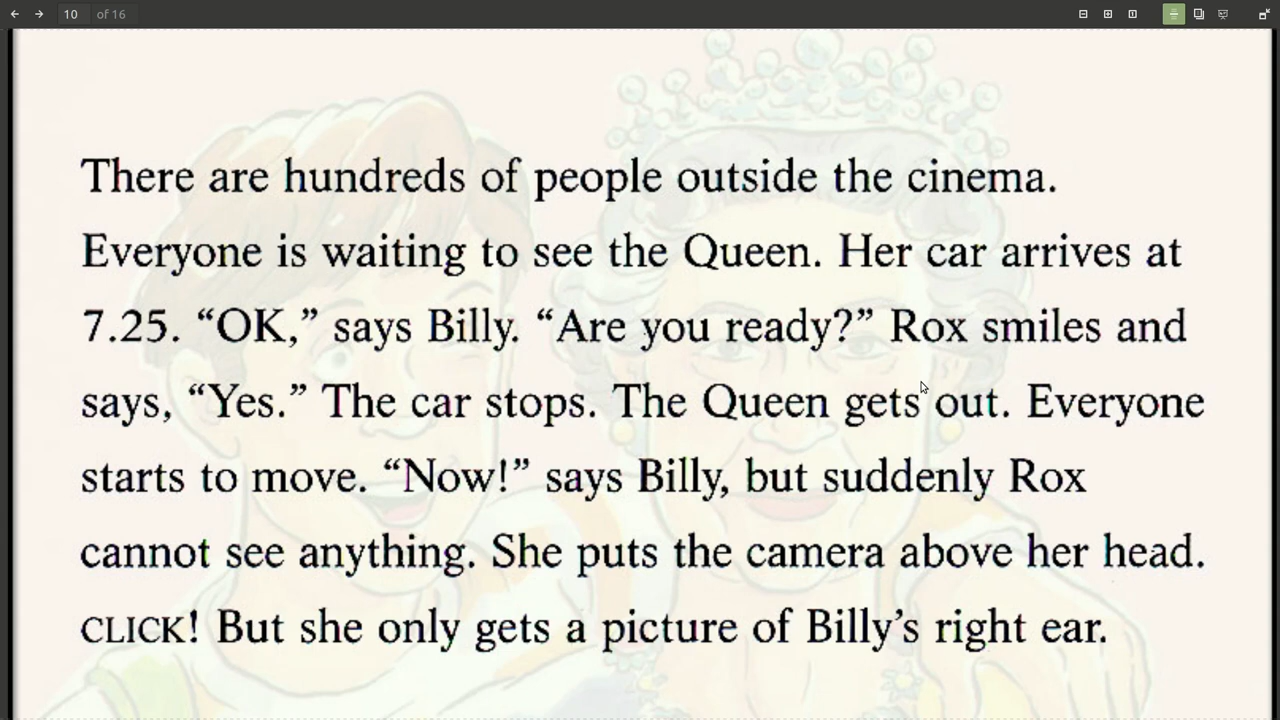 10 of 16
There are hundreds of people outside the cinema.
Everyone is waiting to see the Queen. Her car arrives at
7.25. “OK,” says Billy. “Are you ready?” Rox smiles and
says, “Yes.” The car stops. The Queen gets out. Everyone
starts to move. “Now!” says Billy, but suddenly Rox
cannot see anything. She puts the camera above her head.
CLICK! But she only gets a picture of Billy’s right ear.